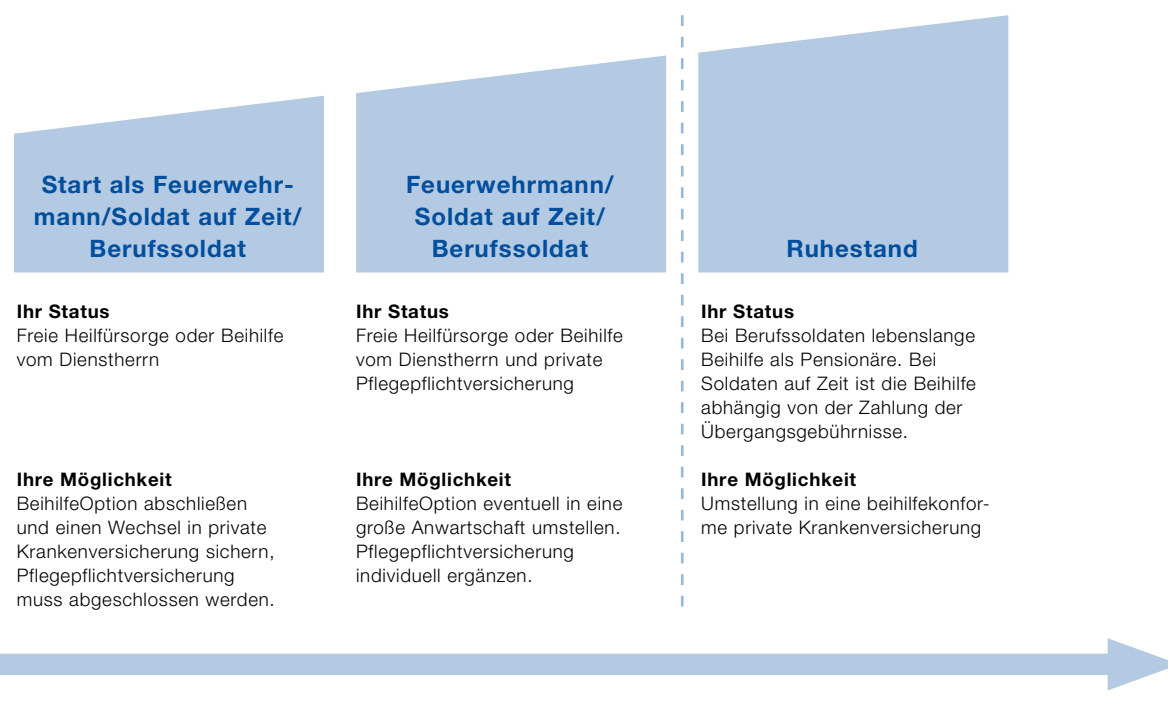 Start als Feuerwehr-
mann/Soldat auf Zeit/
Berufssoldat
Ihr Status
Freie Heilfürsorge oder Beihilfe
vom Dienstherrn
Ihre Möglichkeit
BeihilfeOption abschließen
und einen Wechsel in private
Krankenversicherung sichern,
Pflegepflichtversicherung
muss abgeschlossen werden.
Feuerwehrmann/
Soldat auf Zeit/
Berufssoldat
Ihr Status
Freie Heilfürsorge oder Beihilfe
vom Dienstherrn und private
Pflegepflichtversicherung
Ihre Möglichkeit
BeihilfeOption eventuell in eine
große Anwartschaft umstellen.
Pflegepflichtversicherung
individuell ergänzen.
Ruhestand
Ihr Status
Bei Berufssoldaten lebenslange
Beihilfe als Pensionäre. Bei
Soldaten auf Zeit ist die Beihilfe
abhängig von der Zahlung der
Übergangsgebührnisse.
Ihre Möglichkeit
Umstellung in eine beihilfekonfor-
me private Krankenversicherung